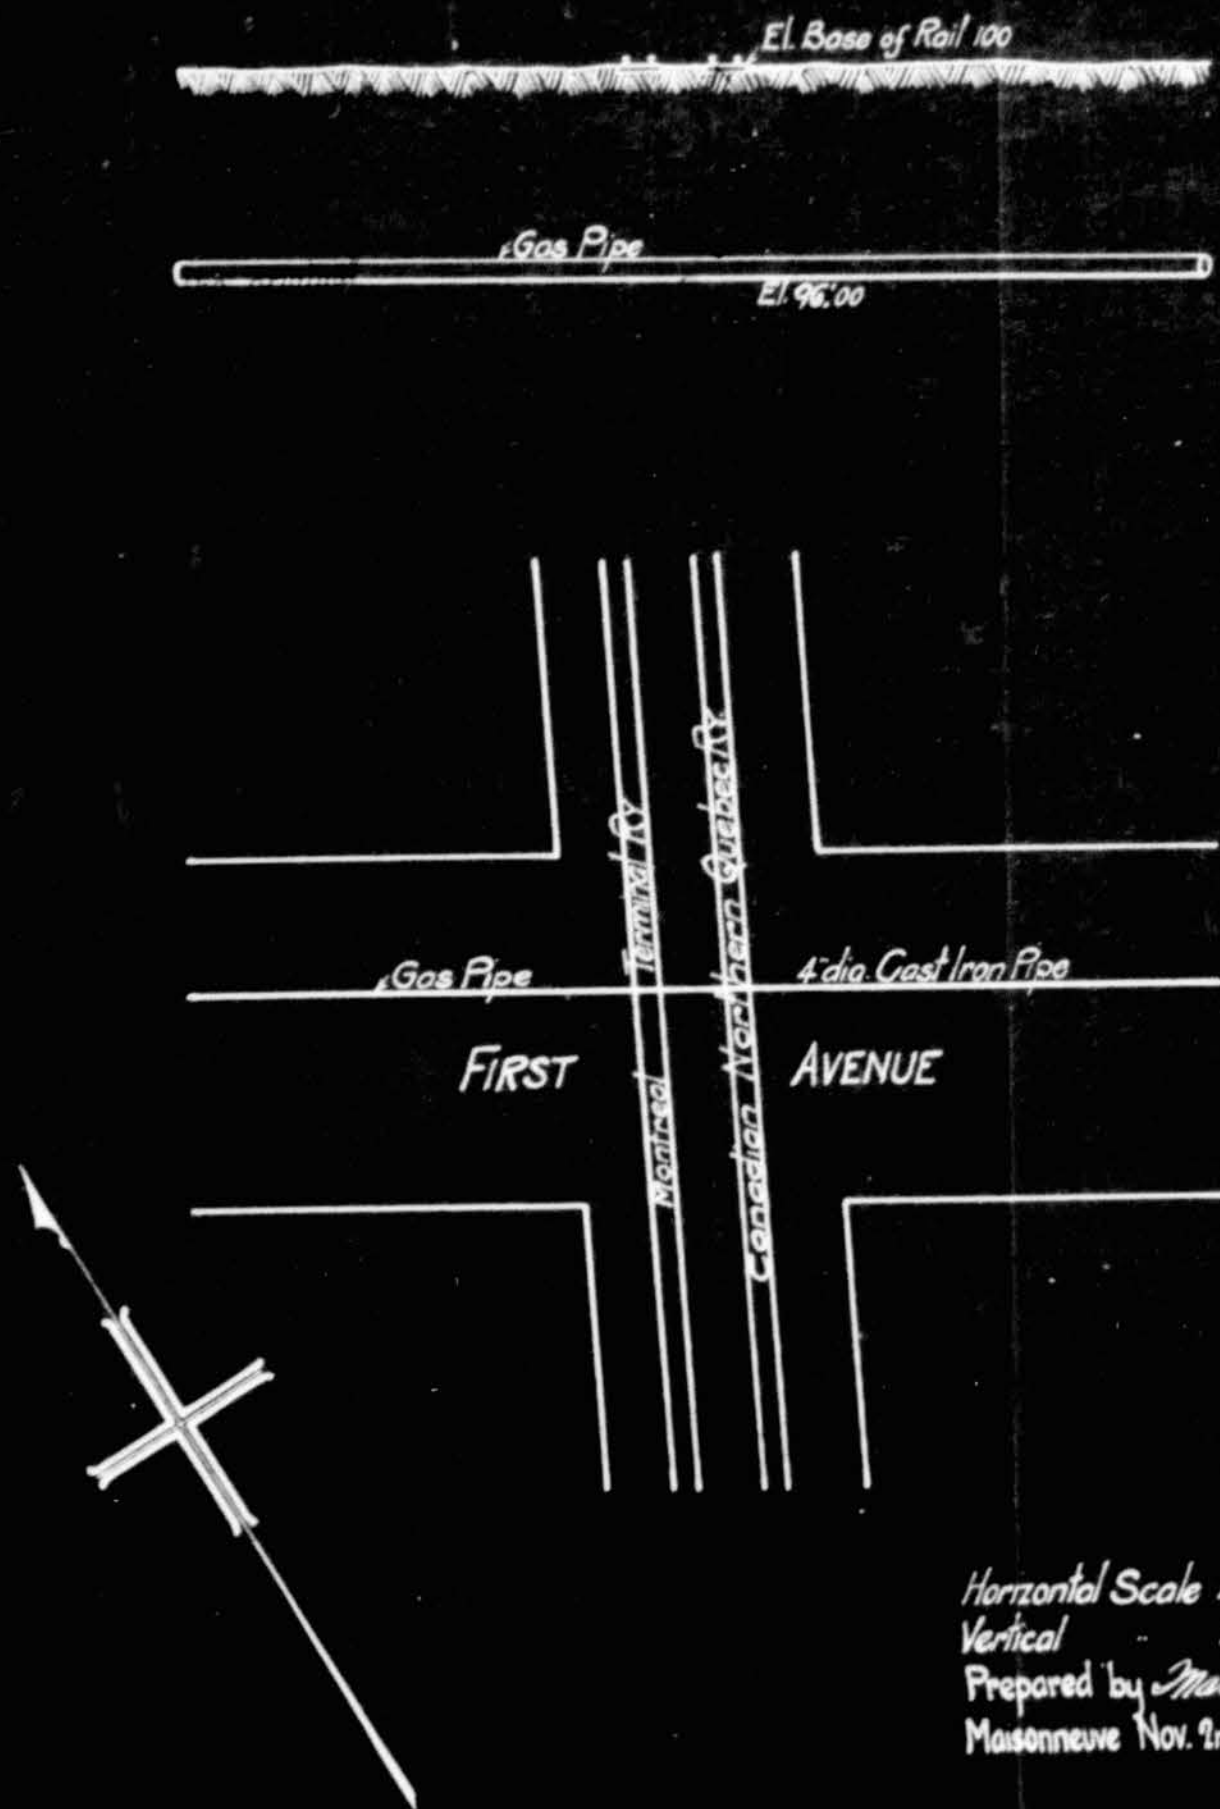 El. Base of Rail 100
Gas Pipe
El. 96.'00
Montreal Terminal RY
Canadian Northern Quebec RY
Gas Pipe
4" dia. Cast Iron Pipe
FIRST AVENUE
Horizontal Scale
Vertical "
Prepared by
Maisonneuve Nov.